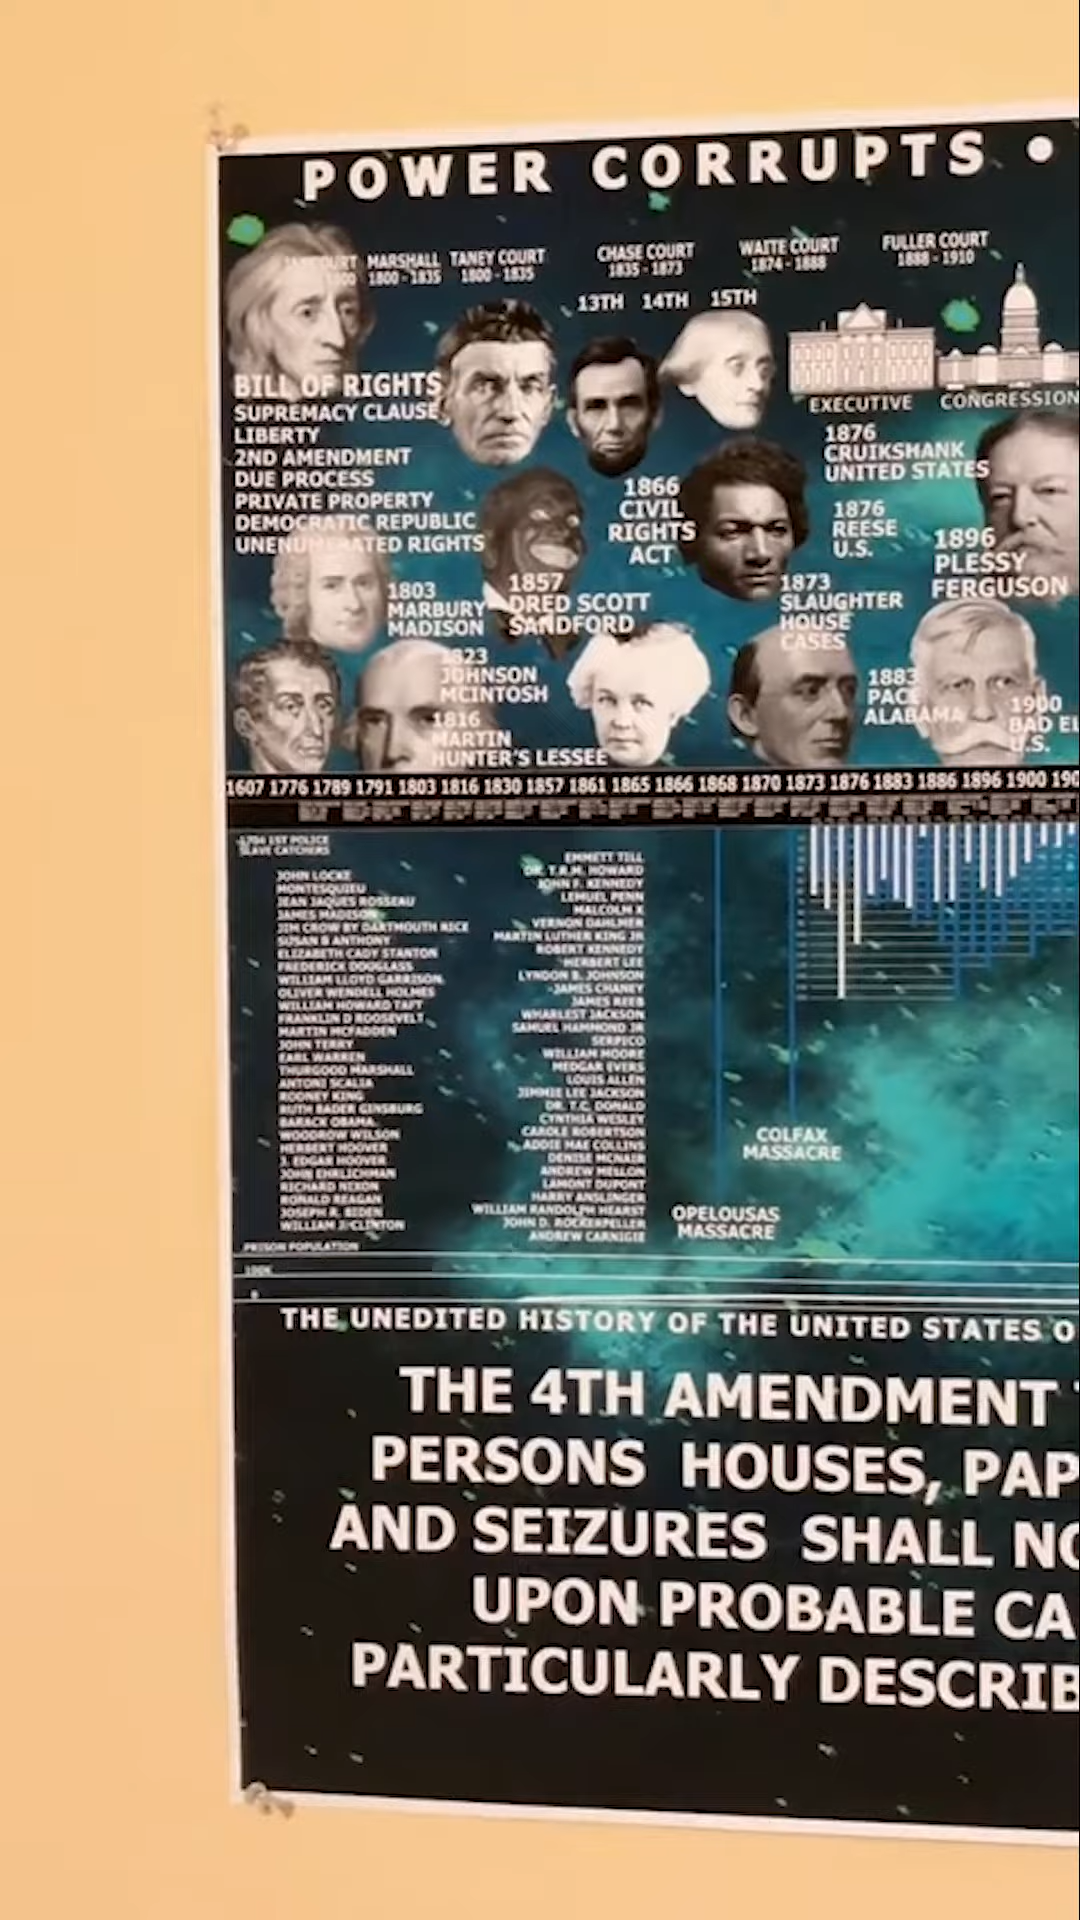 POWER CORRUPTS •
MARSHALL
1800 - 1835
TANEY COURT
1800 - 1835
CHASE COURT
1835 - 1873
WAITE COURT
1874 - 1888
FULLER COURT
1888 - 1910
13TH 14TH 15TH
EXECUTIVE
CONGRESSION
BILL OF RIGHTS
SUPREMACY CLAUSE
LIBERTY
2ND AMENDMENT
DUE PROCESS
PRIVATE PROPERTY
DEMOCRATIC REPUBLIC
UNENUMERATED RIGHTS
1803
MARBURY
MADISON
1857
DRED SCOTT
SANDFORD
1866
CIVIL
RIGHTS
ACT
1876
CRUIKSHANK
UNITED STATES
1876
REESE
U.S.
1896
PLESSY
FERGUSON
1873
SLAUGHTER
HOUSE
CASES
1823
JOHNSON
MCINTOSH
1816
MARTIN
HUNTER'S LESSEE
1883
PACE
ALABAMA
1900
BAD EL
U.S.
1607 1776 1789 1791 1803 1816 1830 1857 1861 1865 1866 1868 1870 1873 1876 1883 1886 1896 1900 190
1704 1ST POLICE
SLAVE CATCHERS
JOHN LOCKE
MONTESQUIEU
JEAN JAQUES ROSSEAU
JAMES MADISON
JIM CROW BY DARTMOUTH RICE
SUSAN B ANTHONY
ELIZABETH CADY STANTON
FREDERICK DOUGLASS
WILLIAM LLOYD GARRISON
OLIVER WENDELL HOLMES
WILLIAM HOWARD TAFT
FRANKLIN D ROOSEVELT
MARTIN MCFADDEN
JOHN TERRY
EARL WARREN
THURGOOD MARSHALL
ANTONI SCALIA
RODNEY KING
RUTH BADER GINSBURG
BARACK OBAMA
WOODROW WILSON
HERBERT HOOVER
J. EDGAR HOOVER
JOHN EHRLICHMAN
RICHARD NIXON
RONALD REAGAN
JOSEPH R. BIDEN
WILLIAM J. CLINTON
EMMETT TILL
DR. T.R.M. HOWARD
JOHN F. KENNEDY
LEMUEL PENN
MALCOLM X
VERNON DAHLMER
MARTIN LUTHER KING JR
ROBERT KENNEDY
HERBERT LEE
LYNDON B. JOHNSON
JAMES CHANEY
JAMES REEB
WHARLEST JACKSON
SAMUEL HAMMOND JR
SERPICO
WILLIAM MOORE
MEDGAR EVERS
LOUIS ALLEN
JIMMIE LEE JACKSON
DR. T.C. DONALD
CYNTHIA WESLEY
CAROLE ROBERTSON
ADDIE MAE COLLINS
DENISE MCNAIR
ANDREW MELLON
LAMONT DUPONT
HARRY ANSLINGER
WILLIAM RANDOLPH HEARST
JOHN D. ROCKERPELLER
ANDREW CARNIGIE
COLFAX
MASSACRE
OPELOUSAS
MASSACRE
PRISON POPULATION
100K
0
THE UNEDITED HISTORY OF THE UNITED STATES O
THE 4TH AMENDMENT
PERSONS HOUSES, PAP
AND SEIZURES SHALL NO
UPON PROBABLE CA
PARTICULARLY DESCRIB